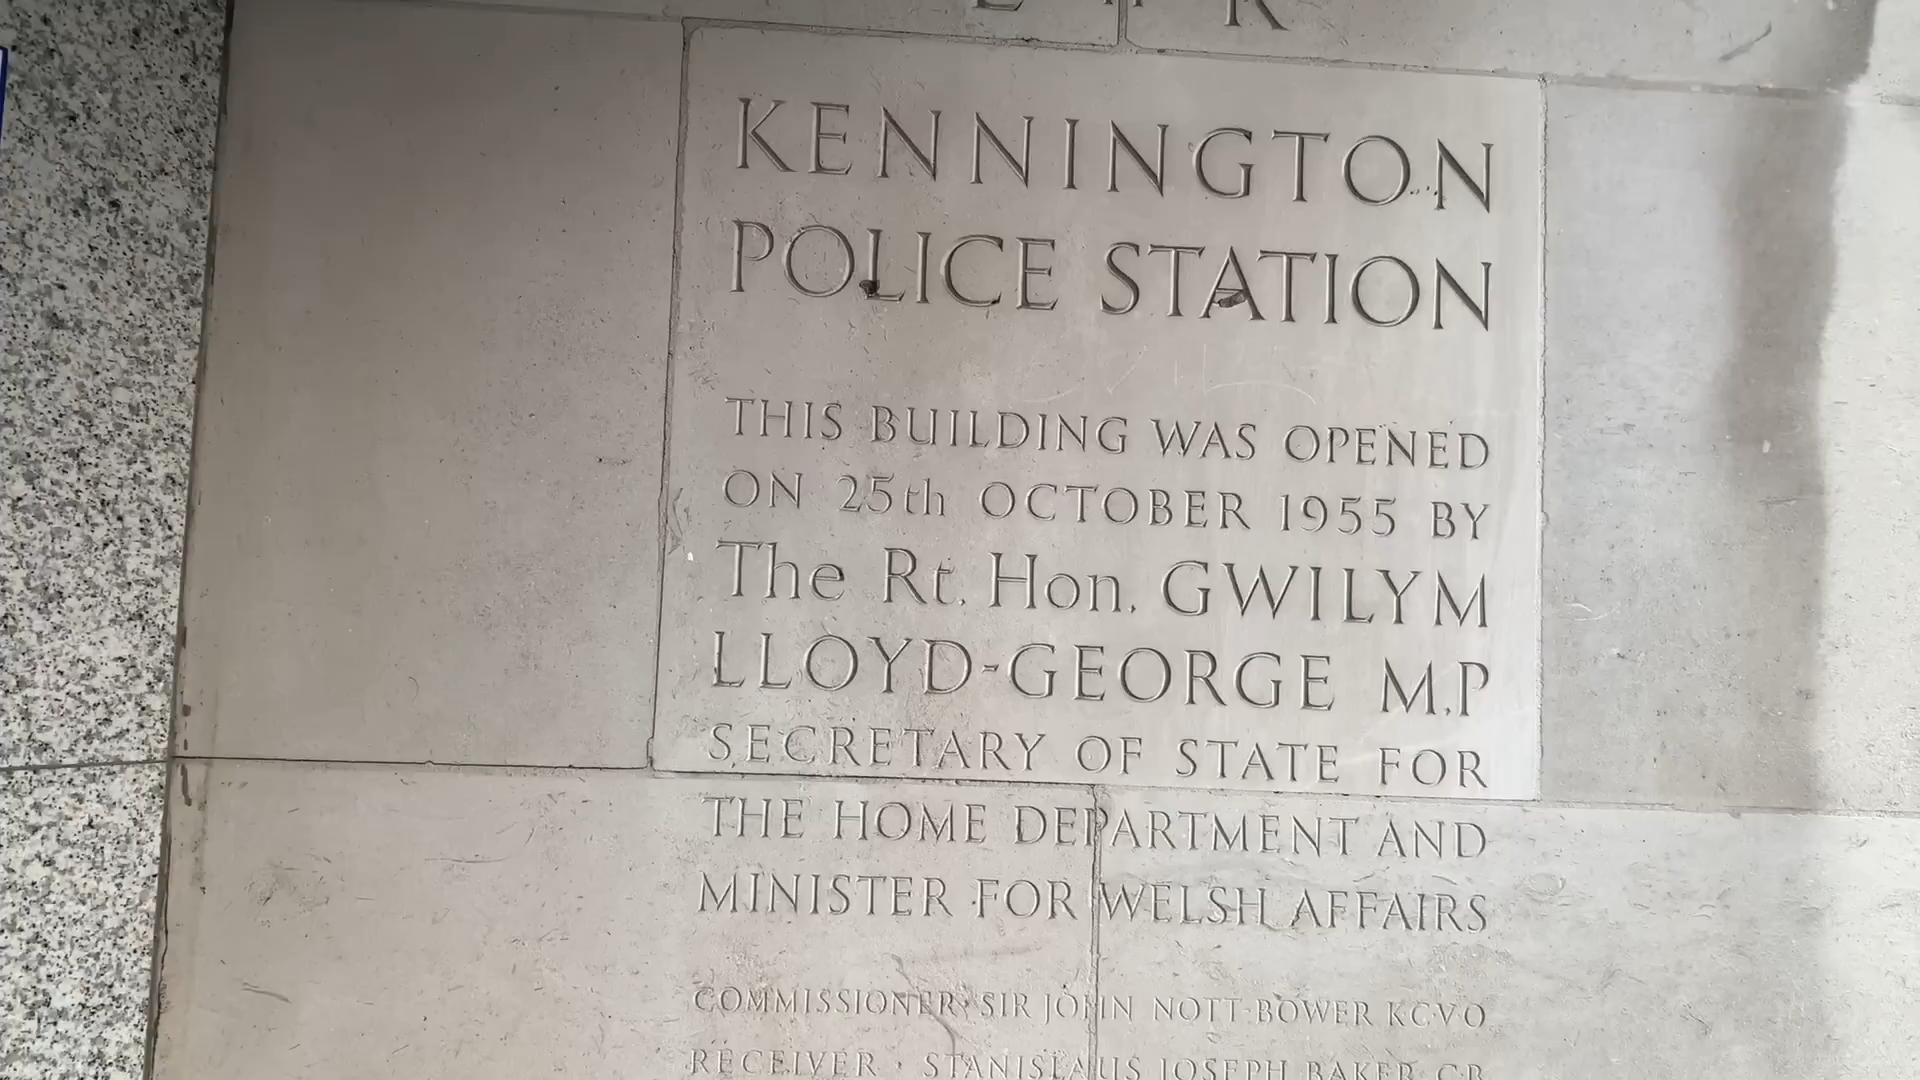 E II R
KENNINGTON
POLICE STATION
THIS BUILDING WAS OPENED
ON 25th OCTOBER 1955 BY
The Rt. Hon. GWILYM
LLOYD-GEORGE M.P
SECRETARY OF STATE FOR
THE HOME DEPARTMENT AND
MINISTER FOR WELSH AFFAIRS
COMMISSIONER · SIR JOHN NOTT-BOWER KCVO
RECEIVER · STANISLAUS JOSEPH BAKER C·B